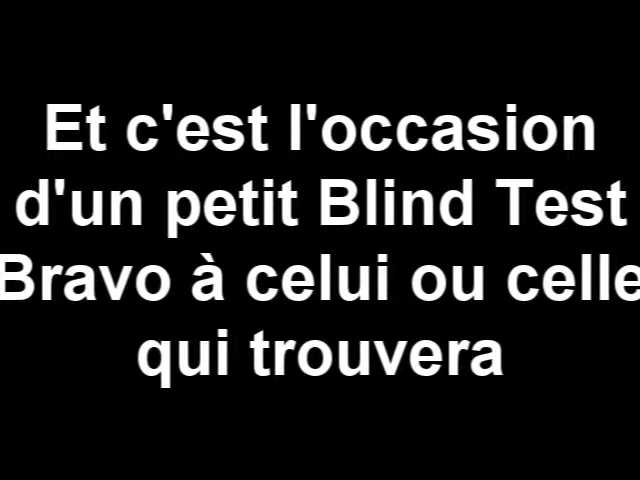 Et c'est l'occasion
d'un petit Blind Test
Bravo à celui ou celle
qui trouvera